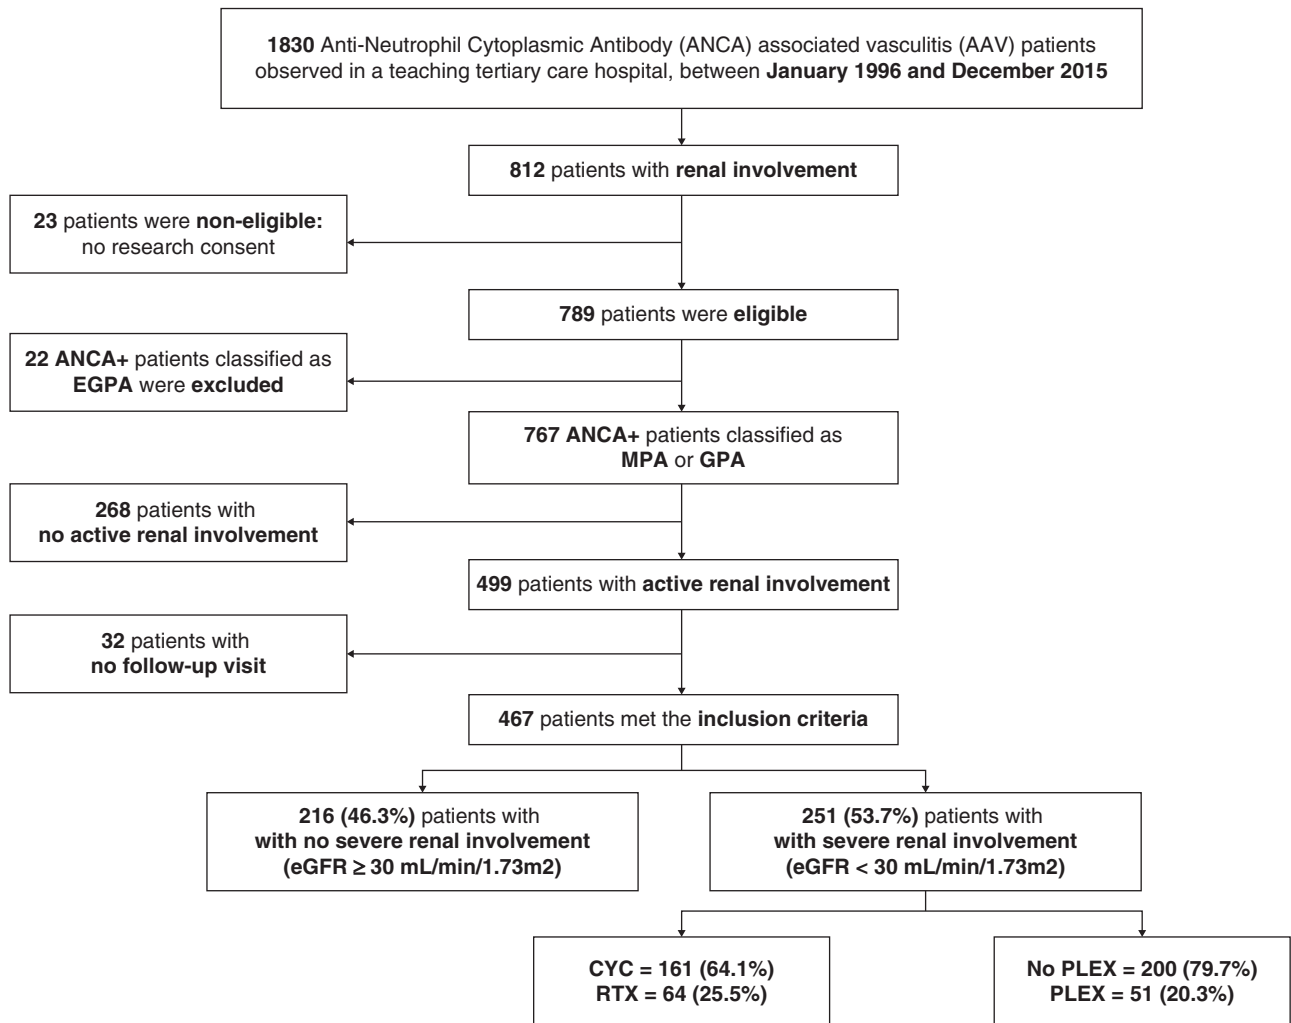 1830 Anti-Neutrophil Cytoplasmic Antibody (ANCA) associated vasculitis (AAV) patients
observed in a teaching tertiary care hospital, between January 1996 and December 2015
812 patients with renal involvement
23 patients were non-eligible:
no research consent
789 patients were eligible
22 ANCA+ patients classified as
EGPA were excluded
767 ANCA+ patients classified as
MPA or GPA
268 patients with
no active renal involvement
499 patients with active renal involvement
32 patients with
no follow-up visit
467 patients met the inclusion criteria
216 (46.3%) patients with
with no severe renal involvement
(eGFR ≥ 30 mL/min/1.73m2)
251 (53.7%) patients with
with severe renal involvement
(eGFR < 30 mL/min/1.73m2)
CYC = 161 (64.1%)
RTX = 64 (25.5%)
No PLEX = 200 (79.7%)
PLEX = 51 (20.3%)